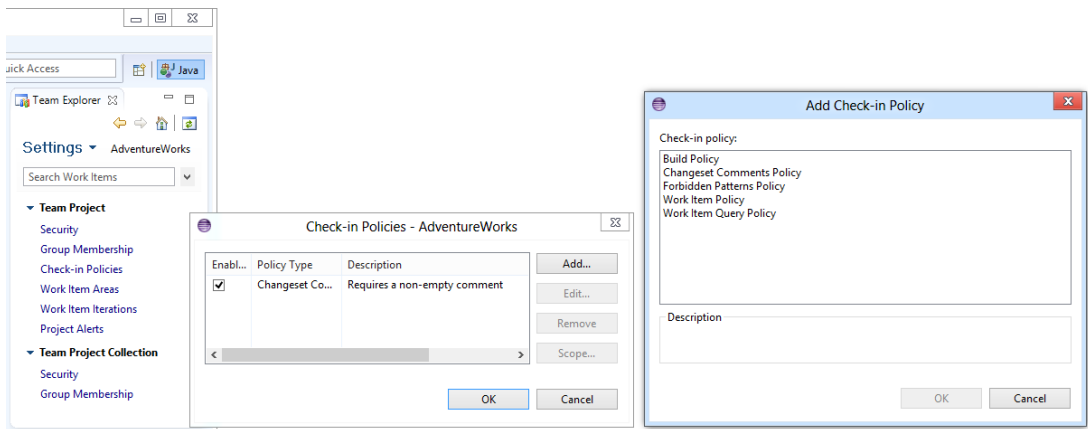 uick Access
Java
Team Explorer
Settings AdventureWorks
Search Work Items
Team Project
Security
Group Membership
Check-in Policies
Work Item Areas
Work Item Iterations
Project Alerts
Team Project Collection
Security
Group Membership
Check-in Policies - AdventureWorks
Enabl... Policy Type Description
Changeset Co... Requires a non-empty comment
Add...
Edit...
Remove
Scope...
OK Cancel
Add Check-in Policy
Check-in policy:
Build Policy
Changeset Comments Policy
Forbidden Patterns Policy
Work Item Policy
Work Item Query Policy
Description
OK Cancel